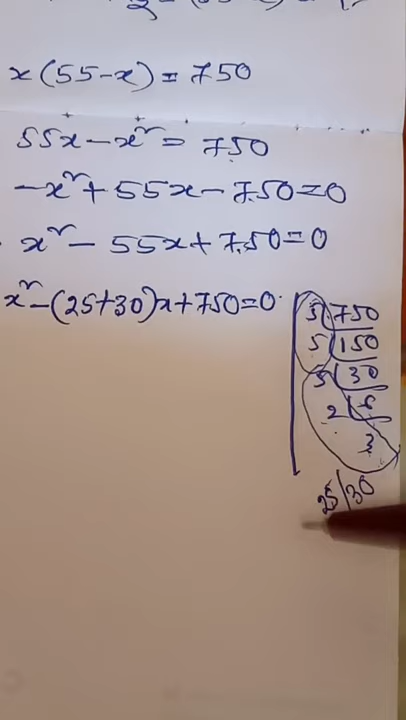 x(55-x)=750
55x-x²=750
-x²+55x-750=0
x²-55x+750=0
x²-(25+30)x+750=0
5|750
5|150
5|30
2|6
3
25/30